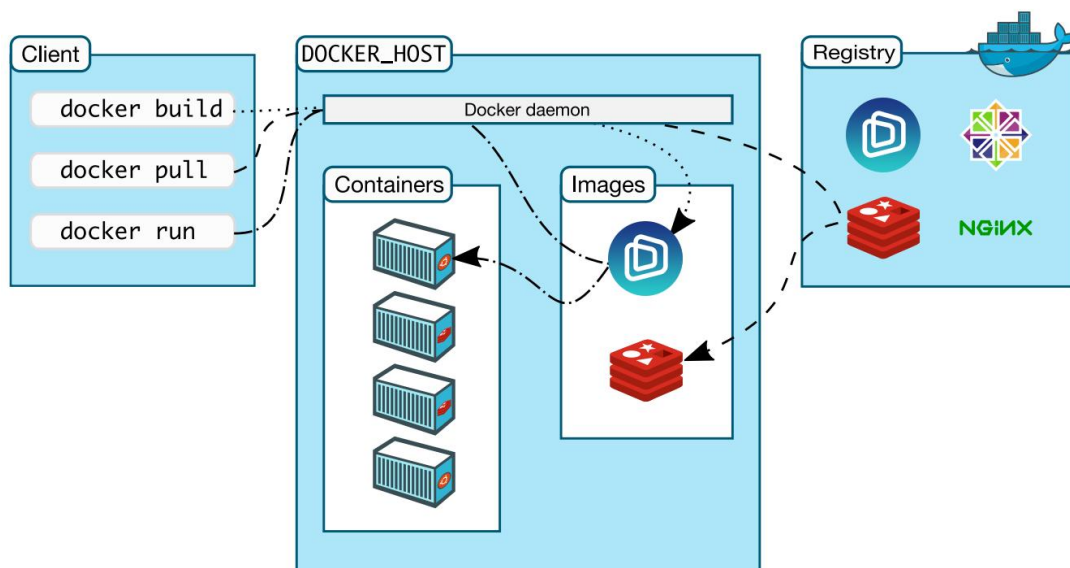 Client
docker build
docker pull
docker run
DOCKER_HOST
Docker daemon
Containers
Images
Registry
NGiNX